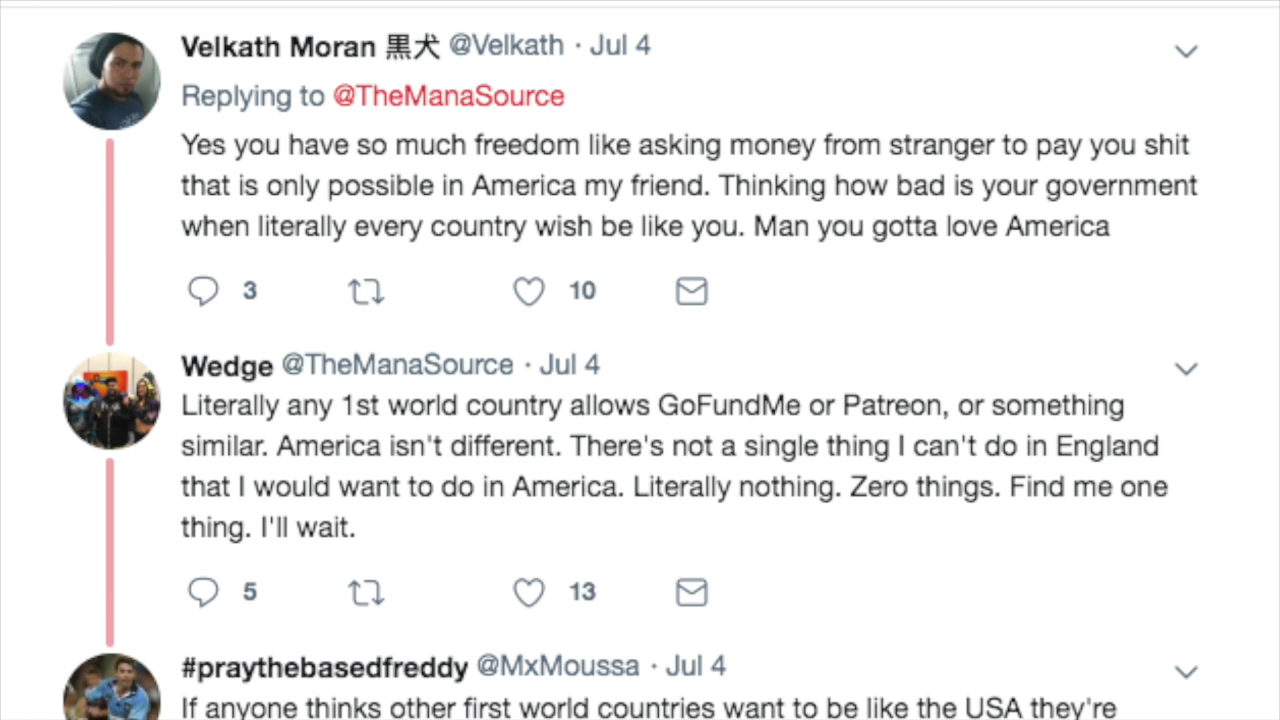 Velkath Moran 黒犬 @Velkath · Jul 4
Replying to @TheManaSource
Yes you have so much freedom like asking money from stranger to pay you shit
that is only possible in America my friend. Thinking how bad is your government
when literally every country wish be like you. Man you gotta love America
3 10
Wedge @TheManaSource · Jul 4
Literally any 1st world country allows GoFundMe or Patreon, or something
similar. America isn't different. There's not a single thing I can't do in England
that I would want to do in America. Literally nothing. Zero things. Find me one
thing. I'll wait.
5 13
#praythebasedfreddy @MxMoussa · Jul 4
If anyone thinks other first world countries want to be like the USA they're